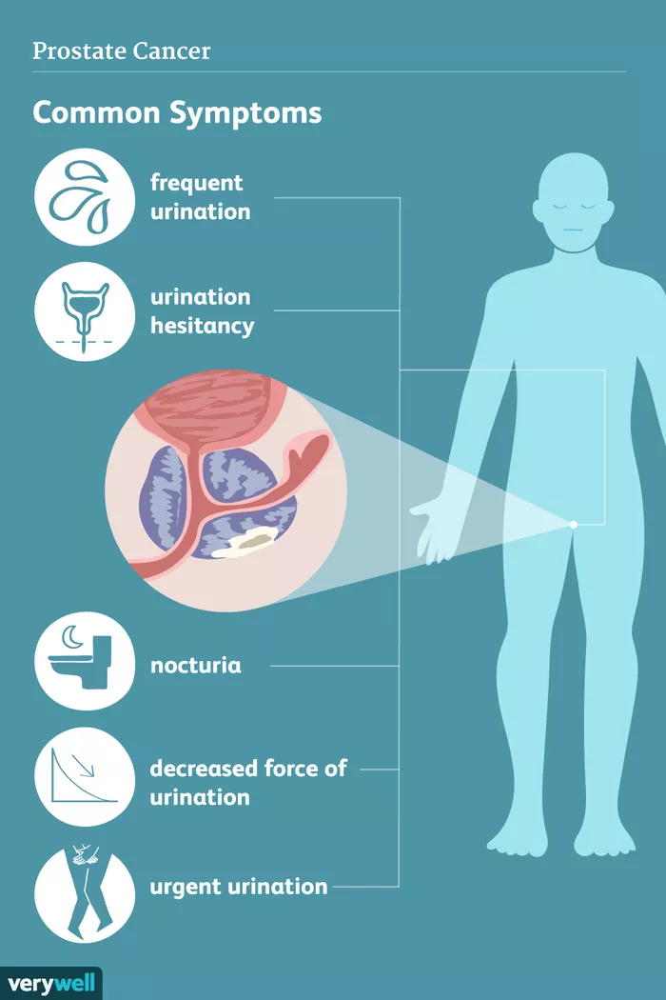 Prostate Cancer
Common Symptoms
frequent
urination
urination
hesitancy
nocturia
decreased force of
urination
urgent urination
verywell